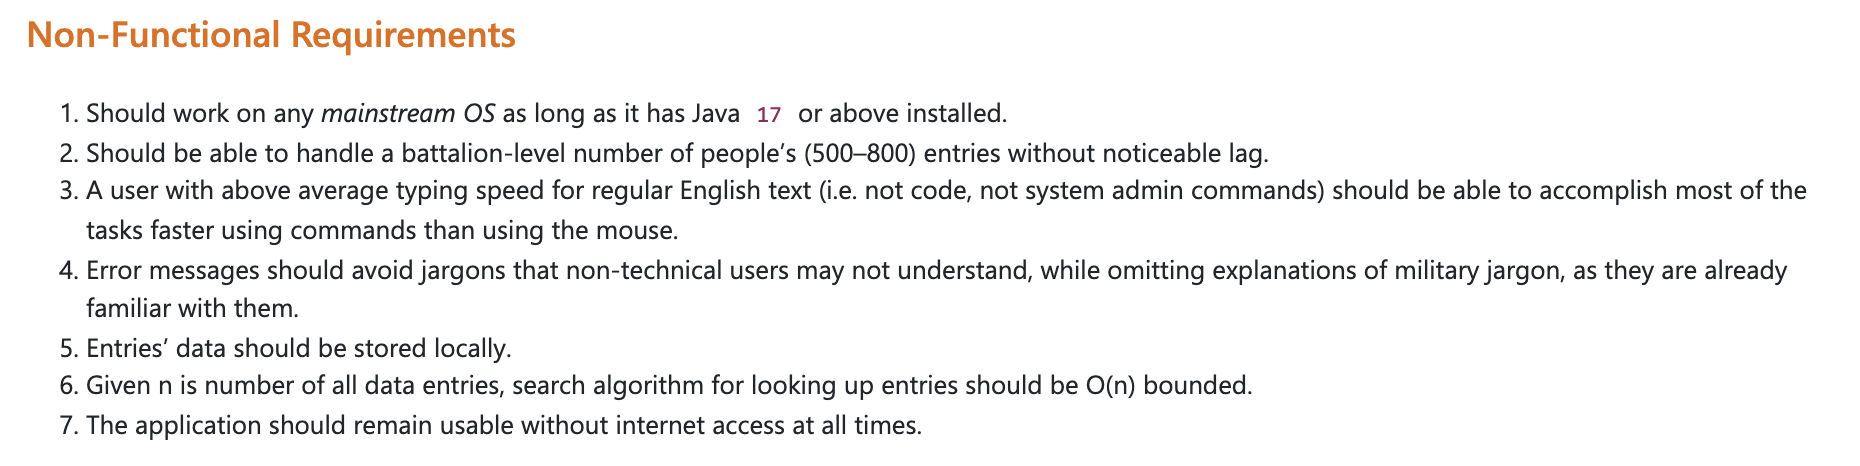 Non-Functional Requirements
1. Should work on any mainstream OS as long as it has Java 17 or above installed.
2. Should be able to handle a battalion-level number of people’s (500–800) entries without noticeable lag.
3. A user with above average typing speed for regular English text (i.e. not code, not system admin commands) should be able to accomplish most of the
tasks faster using commands than using the mouse.
4. Error messages should avoid jargons that non-technical users may not understand, while omitting explanations of military jargon, as they are already
familiar with them.
5. Entries’ data should be stored locally.
6. Given n is number of all data entries, search algorithm for looking up entries should be O(n) bounded.
7. The application should remain usable without internet access at all times.